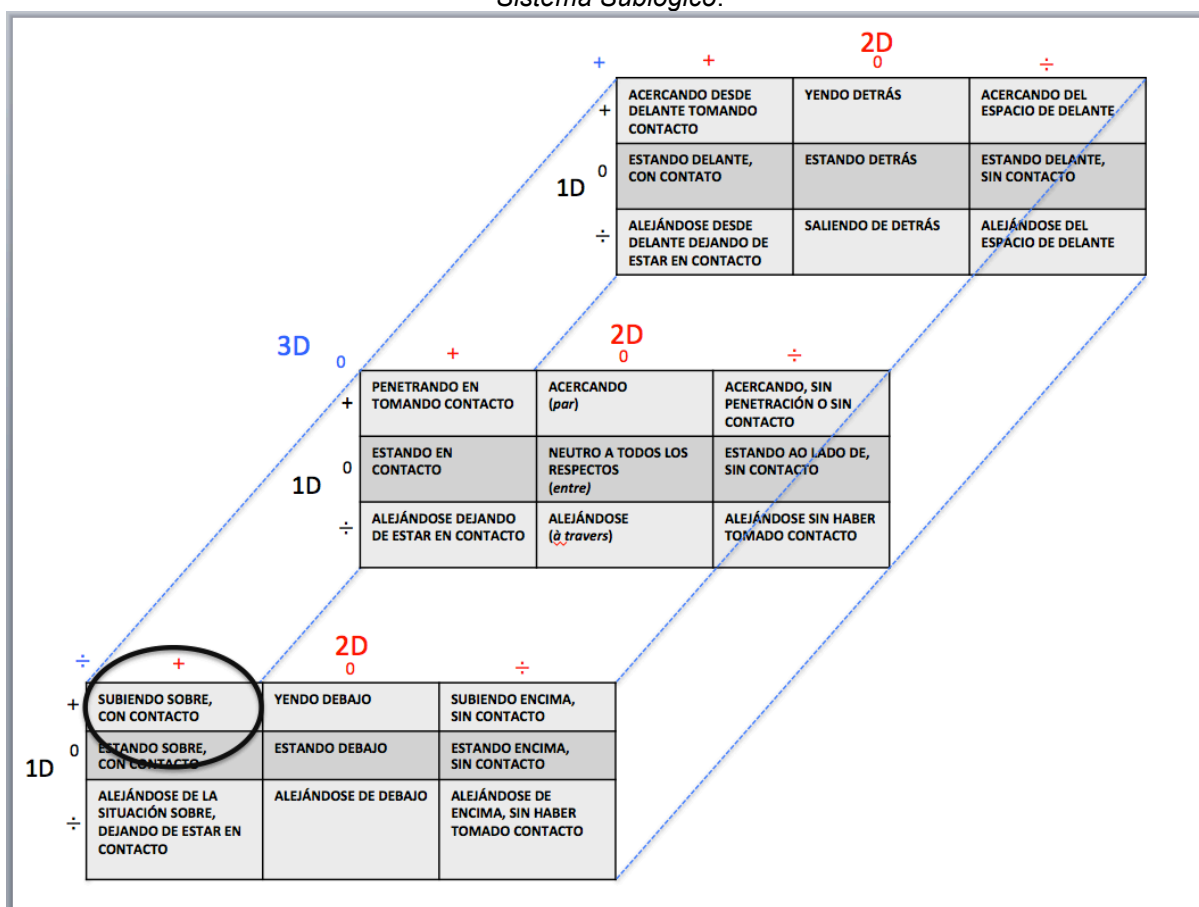 Sistema Sublógico.
2D
+ + 0 ÷
ACERCANDO DESDE
DELANTE TOMANDO
CONTACTO
YENDO DETRÁS
ACERCANDO DEL
ESPACIO DE DELANTE
+
ESTANDO DELANTE,
CON CONTATO
ESTANDO DETRÁS
ESTANDO DELANTE,
SIN CONTACTO
1D
0
ALEJÁNDOSE DESDE
DELANTE DEJANDO DE
ESTAR EN CONTACTO
SALIENDO DE DETRÁS
ALEJÁNDOSE DEL
ESPACIO DE DELANTE
÷
3D
2D
0 + 0 ÷
PENETRANDO EN
TOMANDO CONTACTO
ACERCANDO
(par)
ACERCANDO, SIN
PENETRACIÓN O SIN
CONTACTO
+
ESTANDO EN
CONTACTO
NEUTRO A TODOS LOS
RESPECTOS
(entre)
ESTANDO AO LADO DE,
SIN CONTACTO
1D
0
ALEJÁNDOSE DEJANDO
DE ESTAR EN CONTACTO
ALEJÁNDOSE
(à travers)
ALEJÁNDOSE SIN HABER
TOMADO CONTACTO
÷
2D
÷ + 0 ÷
SUBIENDO SOBRE,
CON CONTACTO
YENDO DEBAJO
SUBIENDO ENCIMA,
SIN CONTACTO
+
ESTANDO SOBRE,
CON CONTACTO
ESTANDO DEBAJO
ESTANDO ENCIMA,
SIN CONTACTO
1D
0
ALEJÁNDOSE DE LA
SITUACIÓN SOBRE,
DEJANDO DE ESTAR EN
CONTACTO
ALEJÁNDOSE DE DEBAJO
ALEJÁNDOSE DE
ENCIMA, SIN HABER
TOMADO CONTACTO
÷